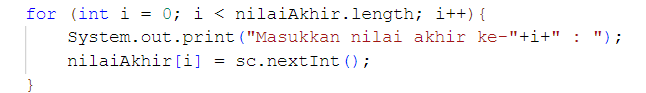 for (int i = 0; i < nilaiAkhir.length; i++){
    System.out.print("Masukkan nilai akhir ke-"+i+" : ");
    nilaiAkhir[i] = sc.nextInt();
}